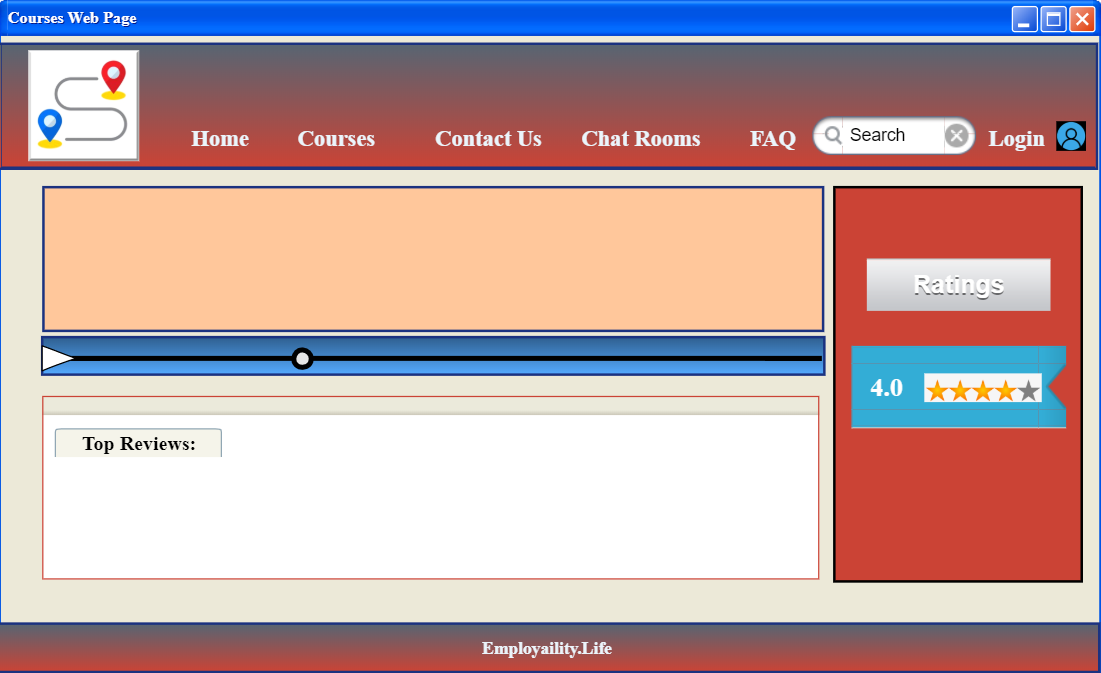 Courses Web Page
Home Courses Contact Us Chat Rooms FAQ Search Login
Ratings
4.0
Top Reviews:
Employaility.Life